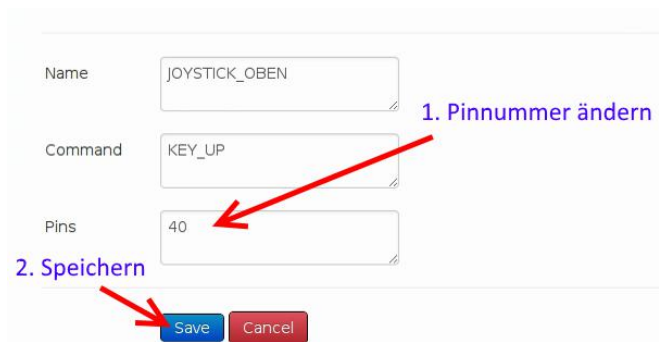 Name JOYSTICK_OBEN
1. Pinnummer ändern
Command KEY_UP
Pins 40
2. Speichern
Save Cancel